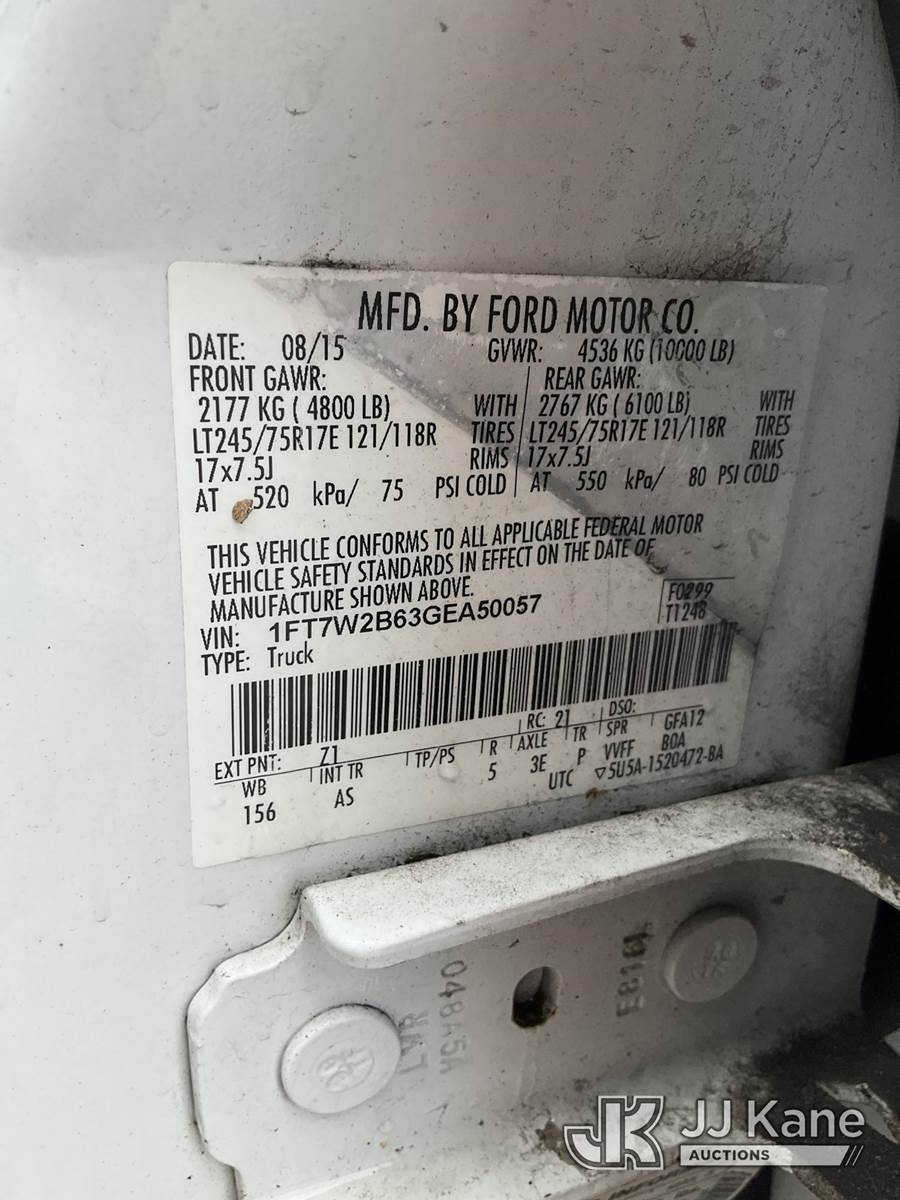 MFD. BY FORD MOTOR CO.
DATE: 08/15 GVWR: 4536 KG (10000 LB)
FRONT GAWR: REAR GAWR:
2177 KG ( 4800 LB) WITH 2767 KG ( 6100 LB) WITH
LT245/75R17E 121/118R TIRES LT245/75R17E 121/118R TIRES
17x7.5J RIMS 17x7.5J RIMS
AT 520 kPa/ 75 PSI COLD AT 550 kPa/ 80 PSI COLD
THIS VEHICLE CONFORMS TO ALL APPLICABLE FEDERAL MOTOR
VEHICLE SAFETY STANDARDS IN EFFECT ON THE DATE OF
MANUFACTURE SHOWN ABOVE.
F0299
VIN: 1FT7W2B63GEA50057 T1248
TYPE: Truck
EXT PNT: Z1 RC: 21 DSO:
WB INT TR TP/PS R AXLE TR SPR GFA12
156 AS 5 3E P VVFF BOA
UTC ▽5U5A-1520472-BA
JK JJ Kane
AUCTIONS